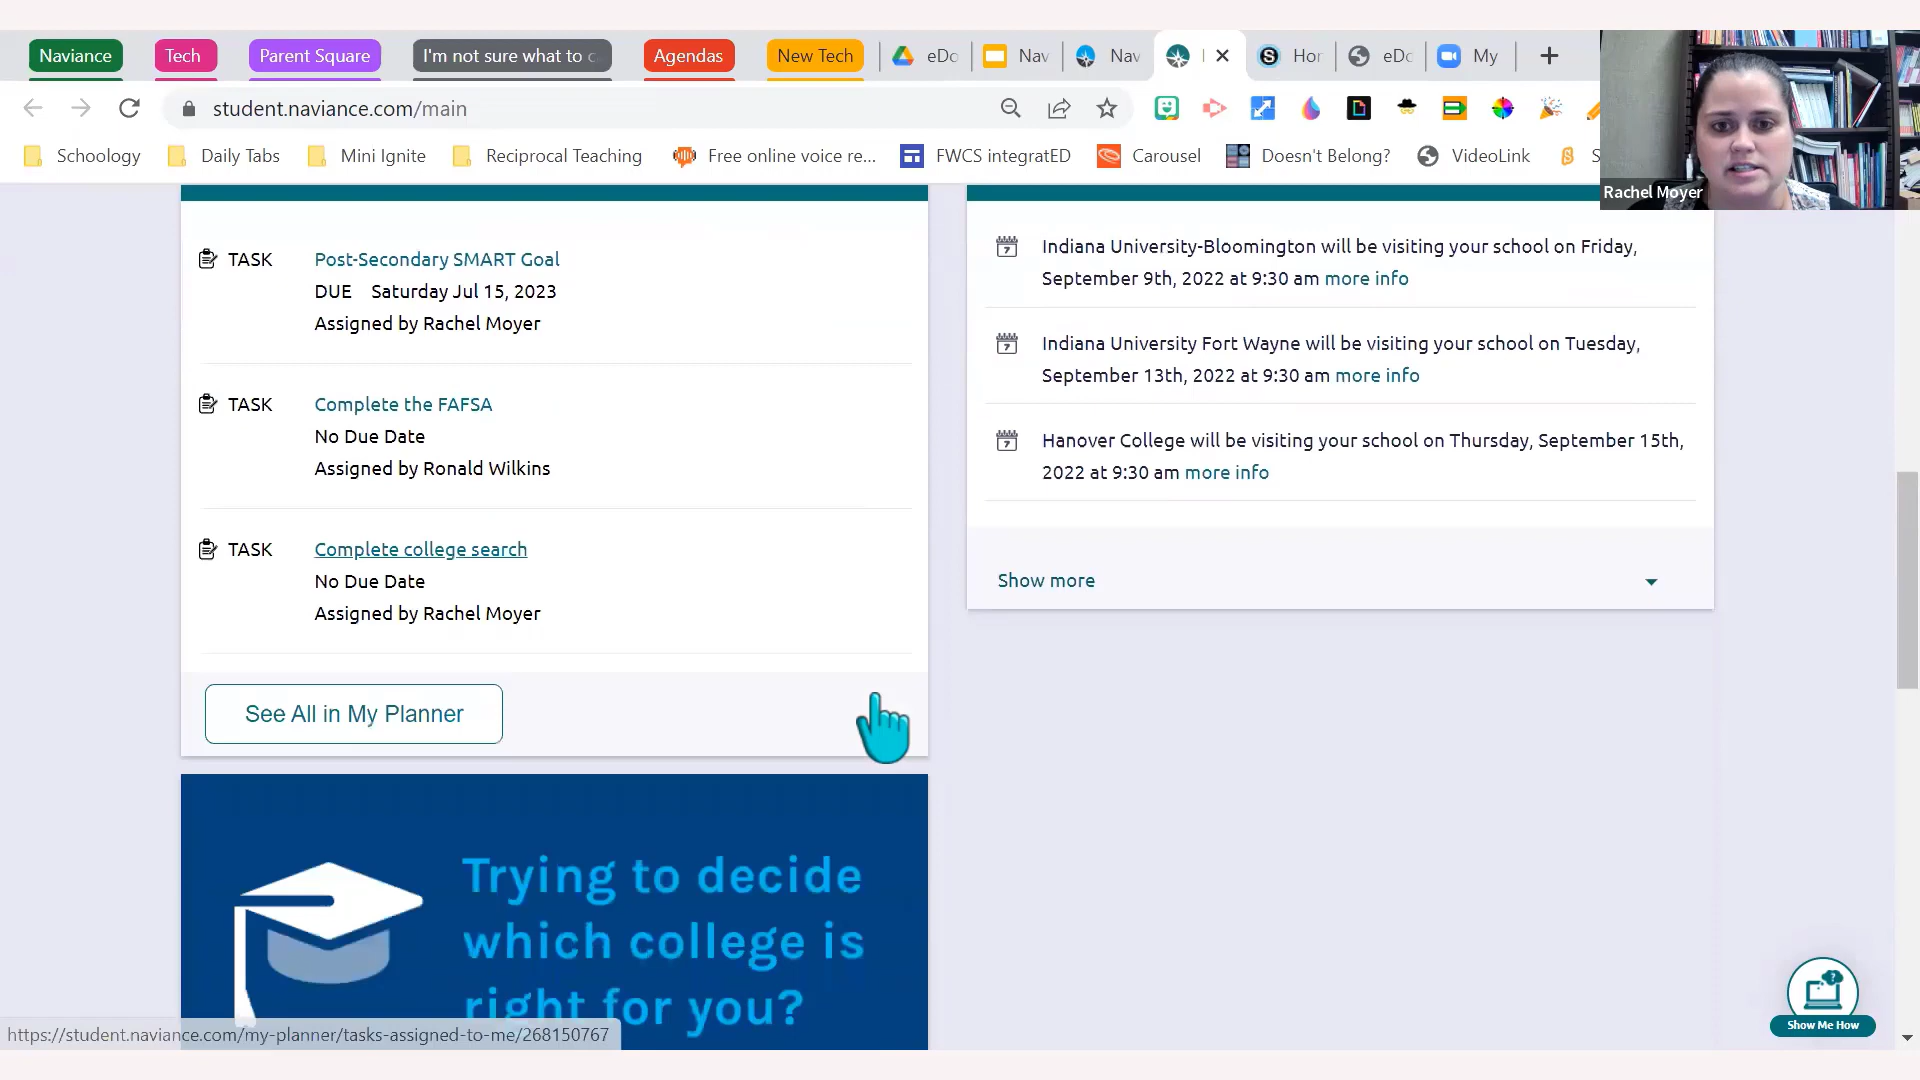 Naviance
Tech
Parent Square
I'm not sure what to c
Agendas
New Tech
eDo
Nav
Nav
Hor
eDc
My
student.naviance.com/main
Schoology
Daily Tabs
Mini Ignite
Reciprocal Teaching
Free online voice re...
FWCS integratED
Carousel
Doesn't Belong?
VideoLink
S
Rachel Moyer
TASK Post-Secondary SMART Goal
DUE Saturday Jul 15, 2023
Assigned by Rachel Moyer
TASK Complete the FAFSA
No Due Date
Assigned by Ronald Wilkins
TASK Complete college search
No Due Date
Assigned by Rachel Moyer
See All in My Planner
Indiana University-Bloomington will be visiting your school on Friday,
September 9th, 2022 at 9:30 am more info
Indiana University Fort Wayne will be visiting your school on Tuesday,
September 13th, 2022 at 9:30 am more info
Hanover College will be visiting your school on Thursday, September 15th,
2022 at 9:30 am more info
Show more
Trying to decide
which college is
right for you?
Show Me How
https://student.naviance.com/my-planner/tasks-assigned-to-me/268150767